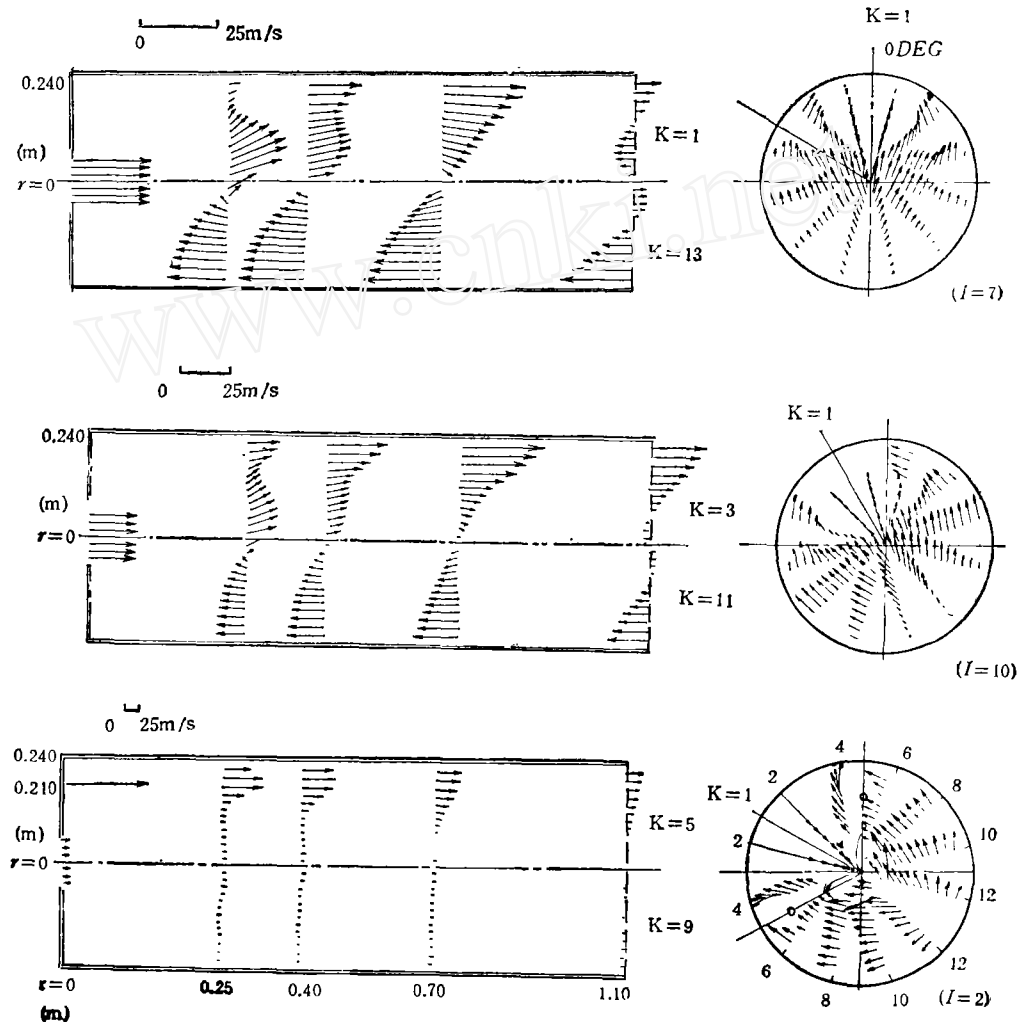 0 25m/s
K=1
0DEG
0.240
(m)
r=0
K=1
K=13
(I=7)
www.cnki.net
0 25m/s
K=1
0.240
(m)
r=0
K=3
K=11
(I=10)
0 25m/s
0.240
0.210
(m)
r=0
K=5
K=9
4 6
2 8
K=1
2 10
4 12
6 12
8 10
(I=2)
r=0 0.25 0.40 0.70 1.10
(m)